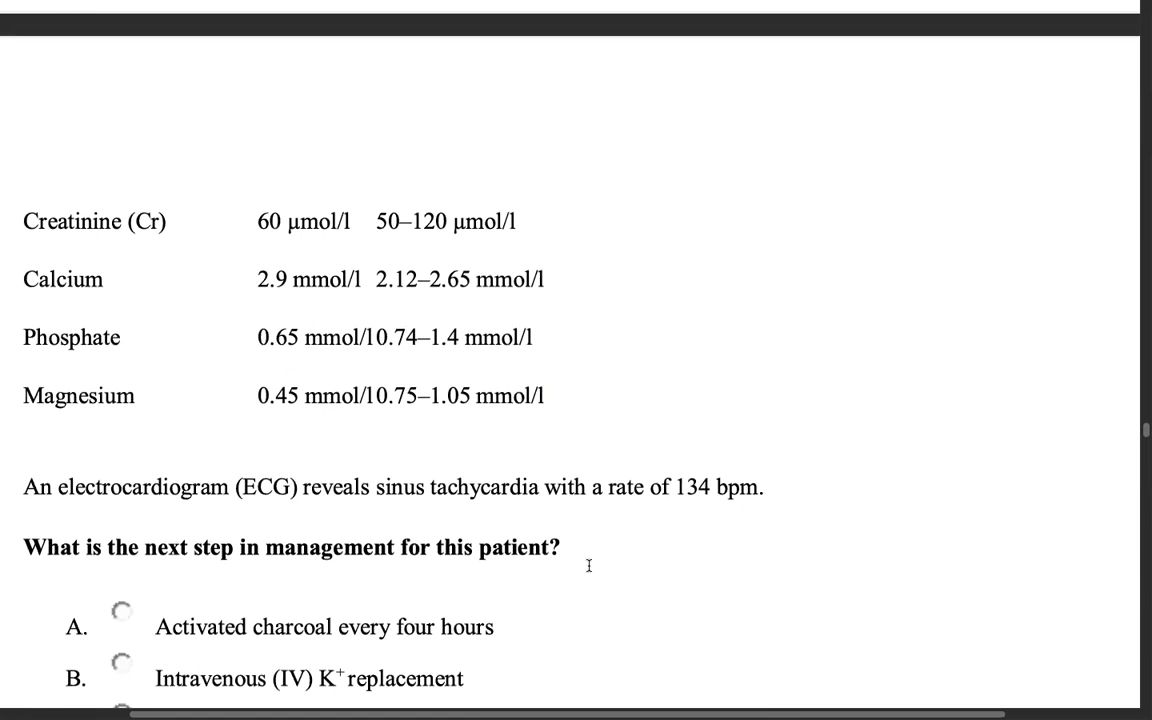 Creatinine (Cr) 60 μmol/l 50–120 μmol/l
Calcium 2.9 mmol/l 2.12–2.65 mmol/l
Phosphate 0.65 mmol/l0.74–1.4 mmol/l
Magnesium 0.45 mmol/l0.75–1.05 mmol/l
An electrocardiogram (ECG) reveals sinus tachycardia with a rate of 134 bpm.
What is the next step in management for this patient?
A. Activated charcoal every four hours
B. Intravenous (IV) K⁺ replacement